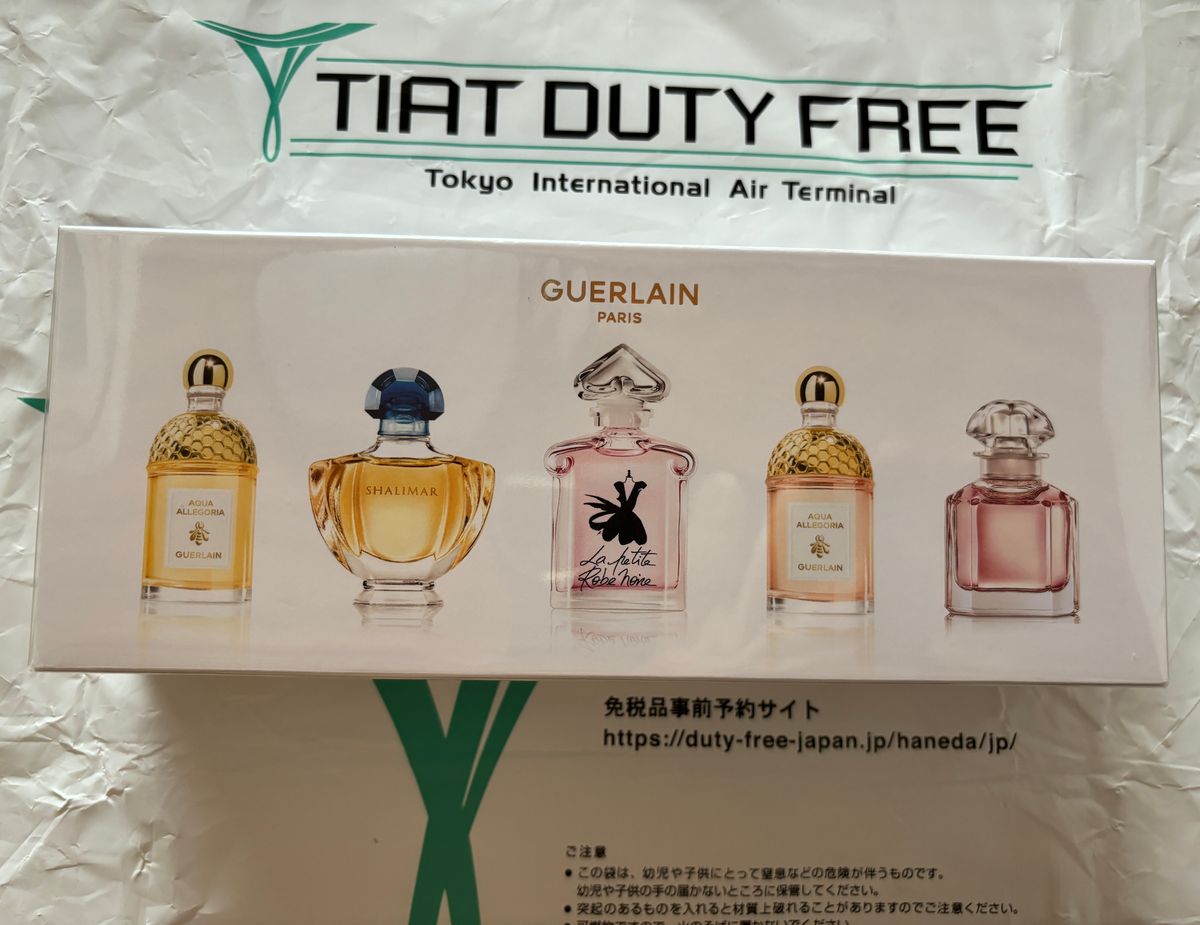 TIAT DUTY FREE
Tokyo International Air Terminal
GUERLAIN
PARIS
AQUA
ALLEGORIA
GUERLAIN
SHALIMAR
La petite
Robe noire
AQUA
ALLEGORIA
GUERLAIN
免税品事前予約サイト
https://duty-free-japan.jp/haneda/jp/
ご注意
● この袋は、幼児や子供にとって窒息などの危険が伴うものです。
幼児や子供の手の届かないところに保管してください。
● 突起のあるものを入れると材質上破れることがありますのでご注意ください。